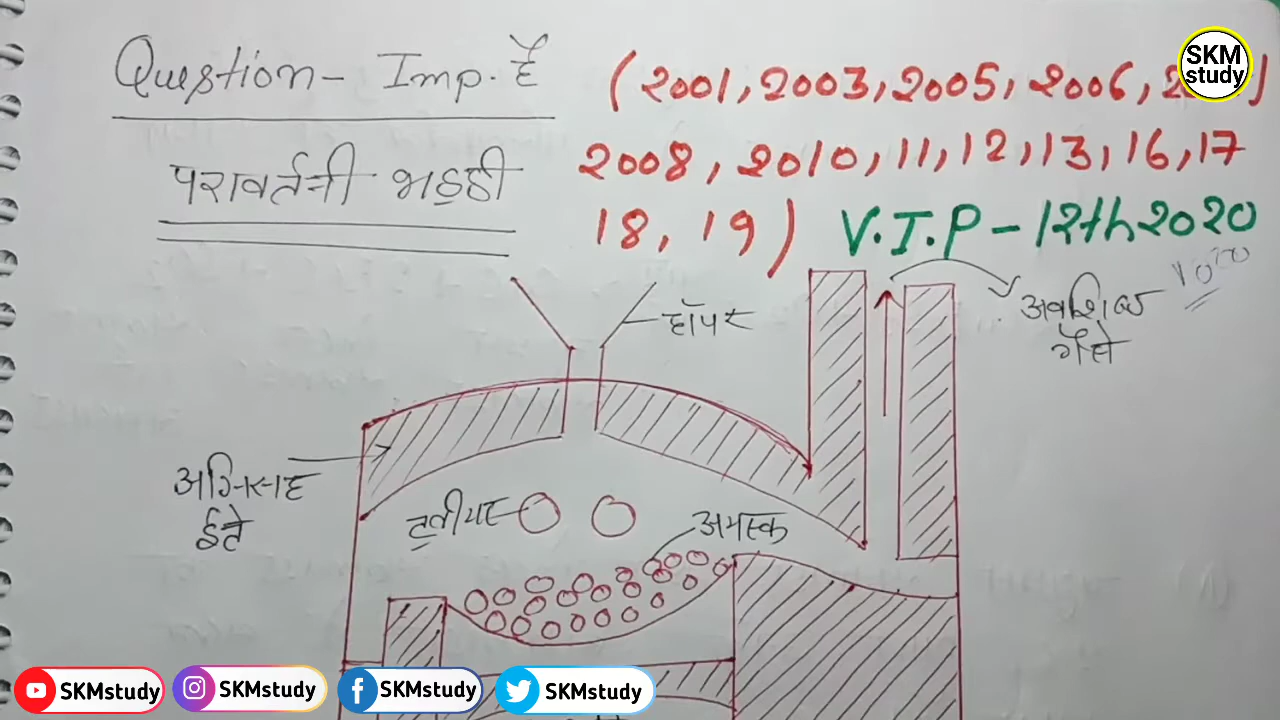 SKM
study
Question - Imp. है
(2001, 2003, 2005, 2006,
2008, 2010, 11, 12, 13, 16, 17
18, 19) V.I.P - 12th 2020
परावर्तनी भट्टी
अवशिष्ट
गैसे
हॉपर
अग्निसह
ईंटे
अयस्क
SKMstudy
SKMstudy
SKMstudy
SKMstudy